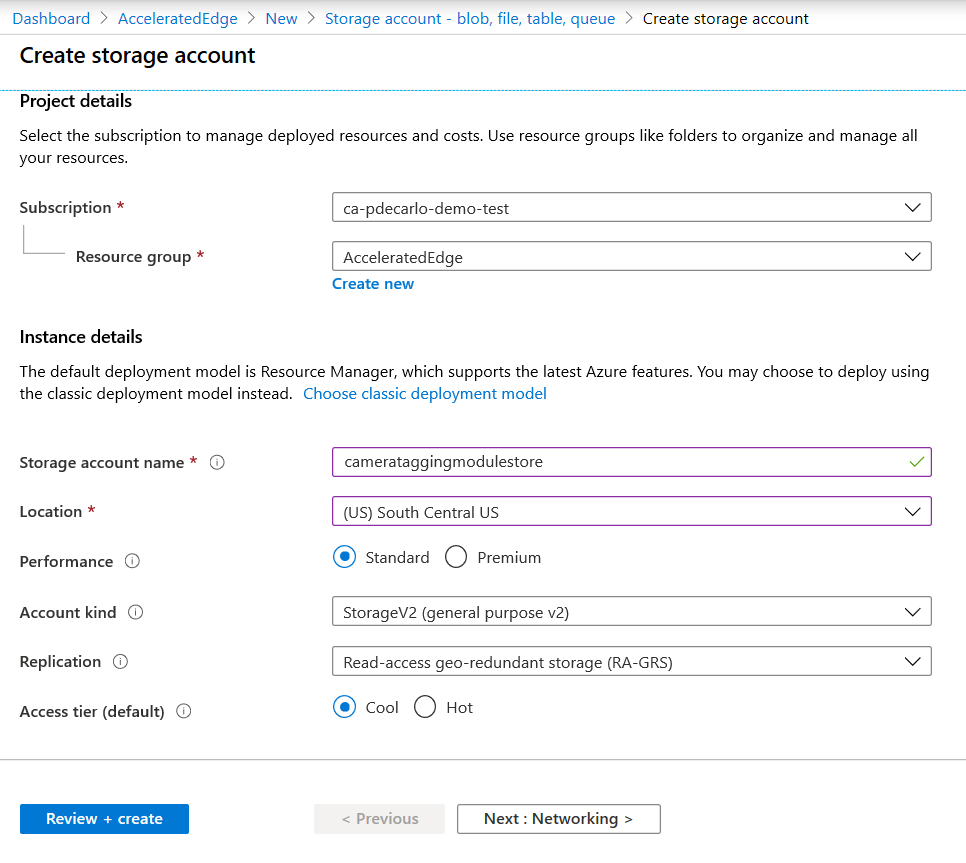 Dashboard > AcceleratedEdge > New > Storage account - blob, file, table, queue > Create storage account
Create storage account
Project details
Select the subscription to manage deployed resources and costs. Use resource groups like folders to organize and manage all
your resources.
Subscription * ca-pdecarlo-demo-test
Resource group * AcceleratedEdge
Create new
Instance details
The default deployment model is Resource Manager, which supports the latest Azure features. You may choose to deploy using
the classic deployment model instead. Choose classic deployment model
Storage account name * camerataggingmodulestore
Location * (US) South Central US
Performance Standard Premium
Account kind StorageV2 (general purpose v2)
Replication Read-access geo-redundant storage (RA-GRS)
Access tier (default) Cool Hot
Review + create < Previous Next : Networking >